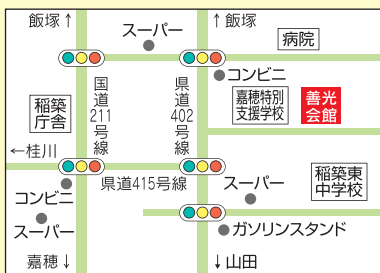 飯塚↑
スーパー
↑飯塚
病院
コンビニ
国道211号線
県道402号線
稲築
庁舎
嘉穂特別
支援学校
善光
会館
←桂川
県道415号線
稲築東
中学校
スーパー
コンビニ
スーパー
ガソリンスタンド
嘉穂↓
↓山田